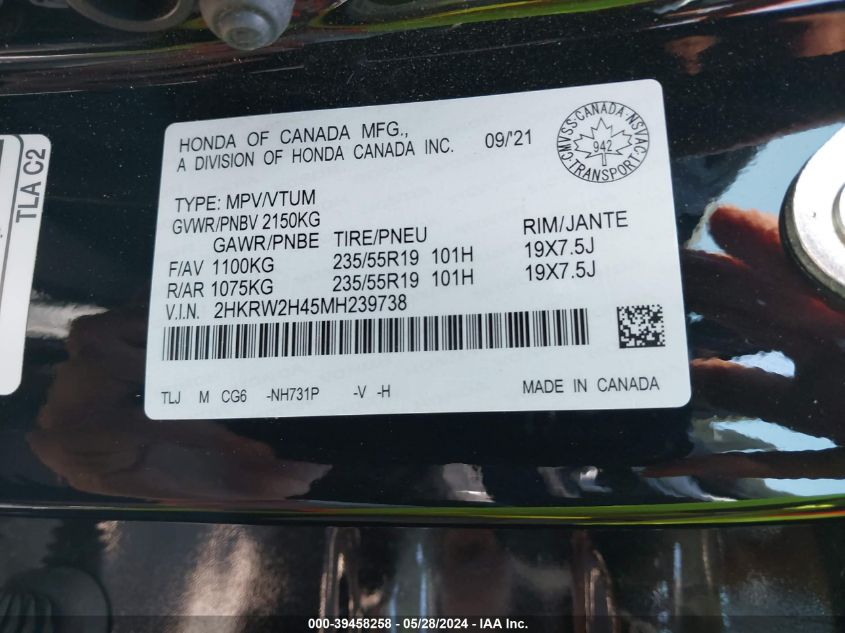 TLA C2
HONDA OF CANADA MFG.,
A DIVISION OF HONDA CANADA INC.
09/'21
CMVSS-CANADA-NSVAC
942
TRANSPORT
TYPE: MPV/VTUM
GVWR/PNBV 2150KG
GAWR/PNBE TIRE/PNEU RIM/JANTE
F/AV 1100KG 235/55R19 101H 19X7.5J
R/AR 1075KG 235/55R19 101H 19X7.5J
V.I.N. 2HKRW2H45MH239738
TLJ M CG6 -NH731P -V -H MADE IN CANADA
000-39458258 - 05/28/2024 - IAA Inc.